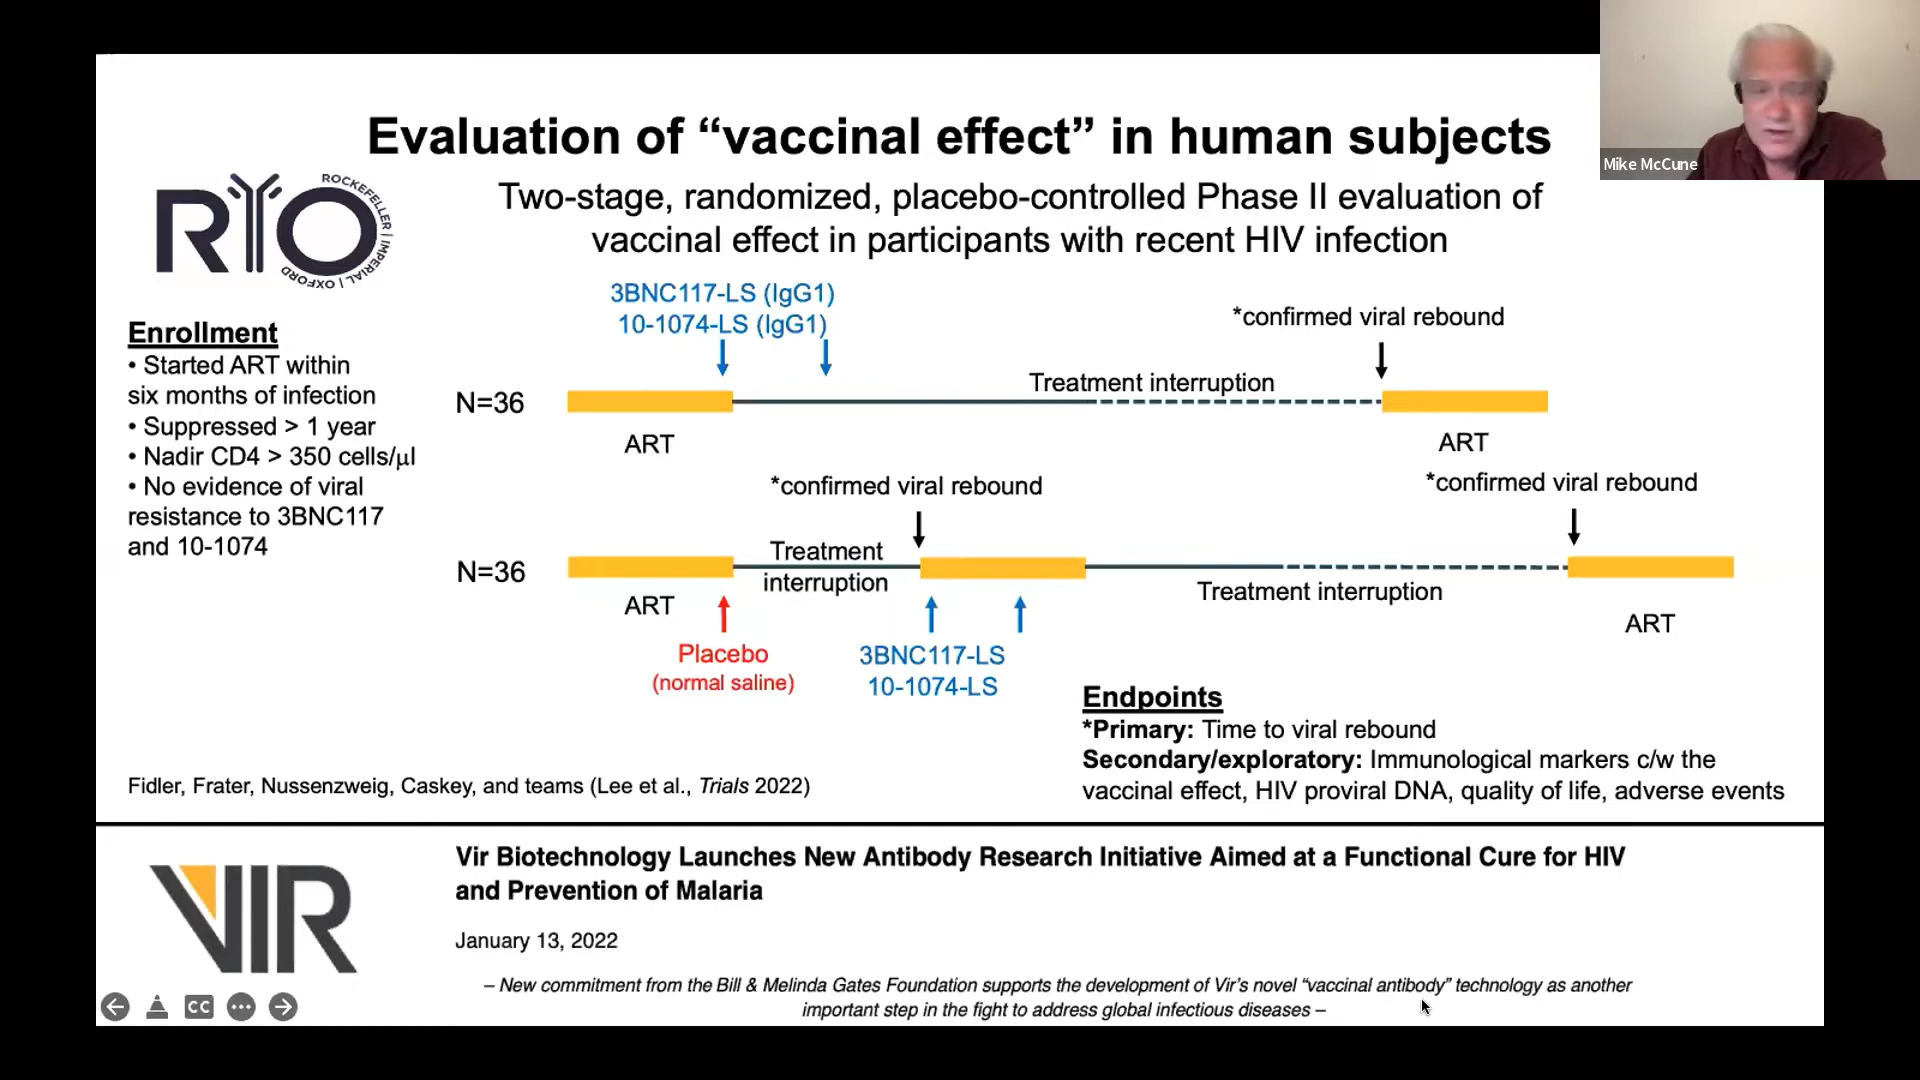 Evaluation of “vaccinal effect” in human subjects
Mike McCune
RIO
ROCKEFELLER | IMPERIAL | OXFORD
Two-stage, randomized, placebo-controlled Phase II evaluation of
vaccinal effect in participants with recent HIV infection
Enrollment
• Started ART within
six months of infection
• Suppressed > 1 year
• Nadir CD4 > 350 cells/μl
• No evidence of viral
resistance to 3BNC117
and 10-1074
3BNC117-LS (IgG1)
10-1074-LS (IgG1)
*confirmed viral rebound
Treatment interruption
N=36
ART
ART
*confirmed viral rebound
*confirmed viral rebound
Treatment
interruption
N=36
Treatment interruption
ART
ART
Placebo
(normal saline)
3BNC117-LS
10-1074-LS
Endpoints
*Primary: Time to viral rebound
Secondary/exploratory: Immunological markers c/w the
vaccinal effect, HIV proviral DNA, quality of life, adverse events
Fidler, Frater, Nussenzweig, Caskey, and teams (Lee et al., Trials 2022)
VIR
Vir Biotechnology Launches New Antibody Research Initiative Aimed at a Functional Cure for HIV
and Prevention of Malaria
January 13, 2022
– New commitment from the Bill & Melinda Gates Foundation supports the development of Vir’s novel “vaccinal antibody” technology as another
important step in the fight to address global infectious diseases –
CC